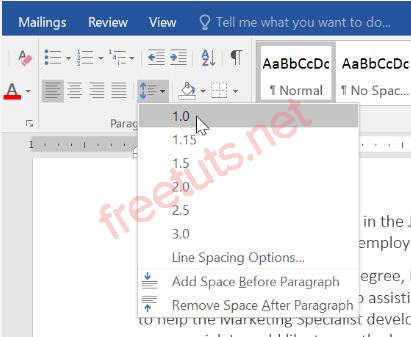 Mailings Review View Tell me what you want to do...
AaBbCcDc AaBbCcDc
¶ Normal ¶ No Spac...
Parag
1
1.0
1.15
1.5
2.0
2.5
3.0
Line Spacing Options...
Add Space Before Paragraph
Remove Space After Paragraph
freetuts.net
in the
employ
egree,
assisti
to help the Marketing Specialist develo